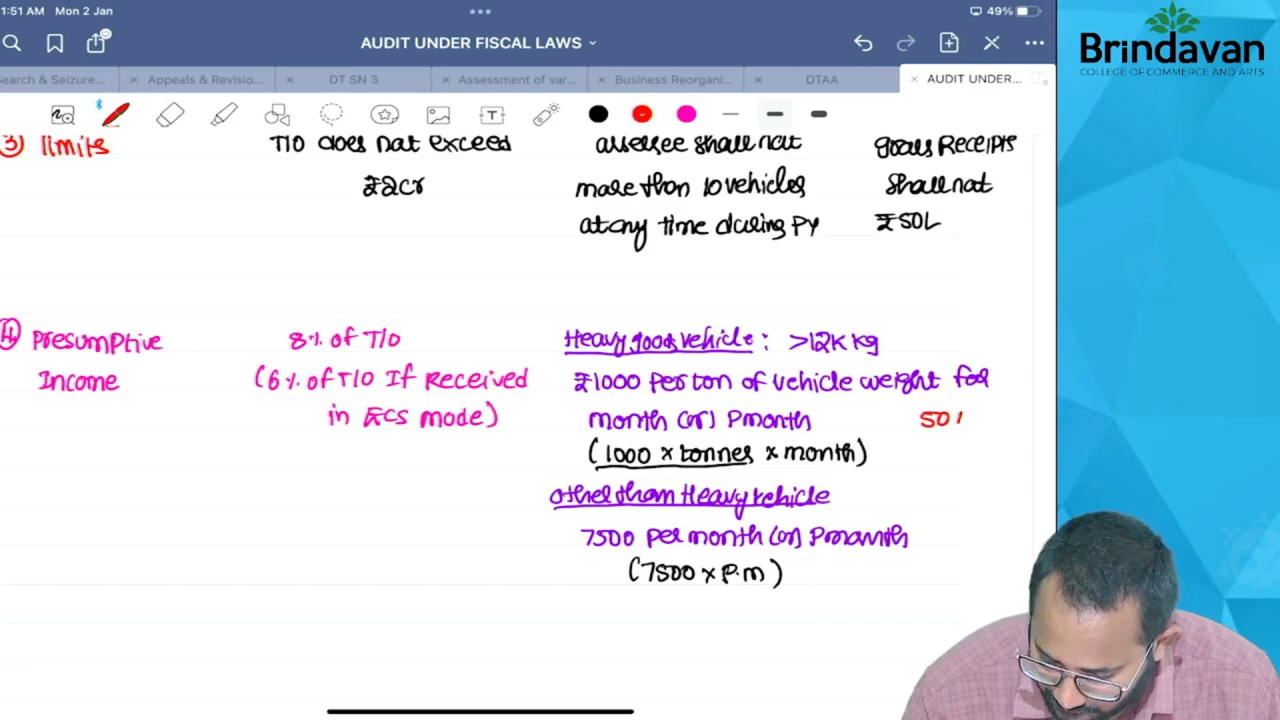 1:51 AM Mon 2 Jan
49%
AUDIT UNDER FISCAL LAWS
Brindavan
COLLEGE OF COMMERCE AND ARTS
earch & Seizure...
Appeals & Revisio...
DT SN 3
Assessment of var...
Business Reorgani...
DTAA
AUDIT UNDER...
③ limits
T/O does not exceed
₹2cr
assessee shall not
more than 10 vehicles
at any time during PY
goals Receipts
shall not
₹50L
④ Presumptive
Income
8% of T/O
(6% of T/O If Received
in ECS mode)
Heavy goods vehicle: >12K kg
₹1000 per ton of vehicle weight for
month (or) Pmonth
(1000 × tonnes × month)
other than Heavy vehicle
7500 per month (or) Pmonth
(7500 × P.m)